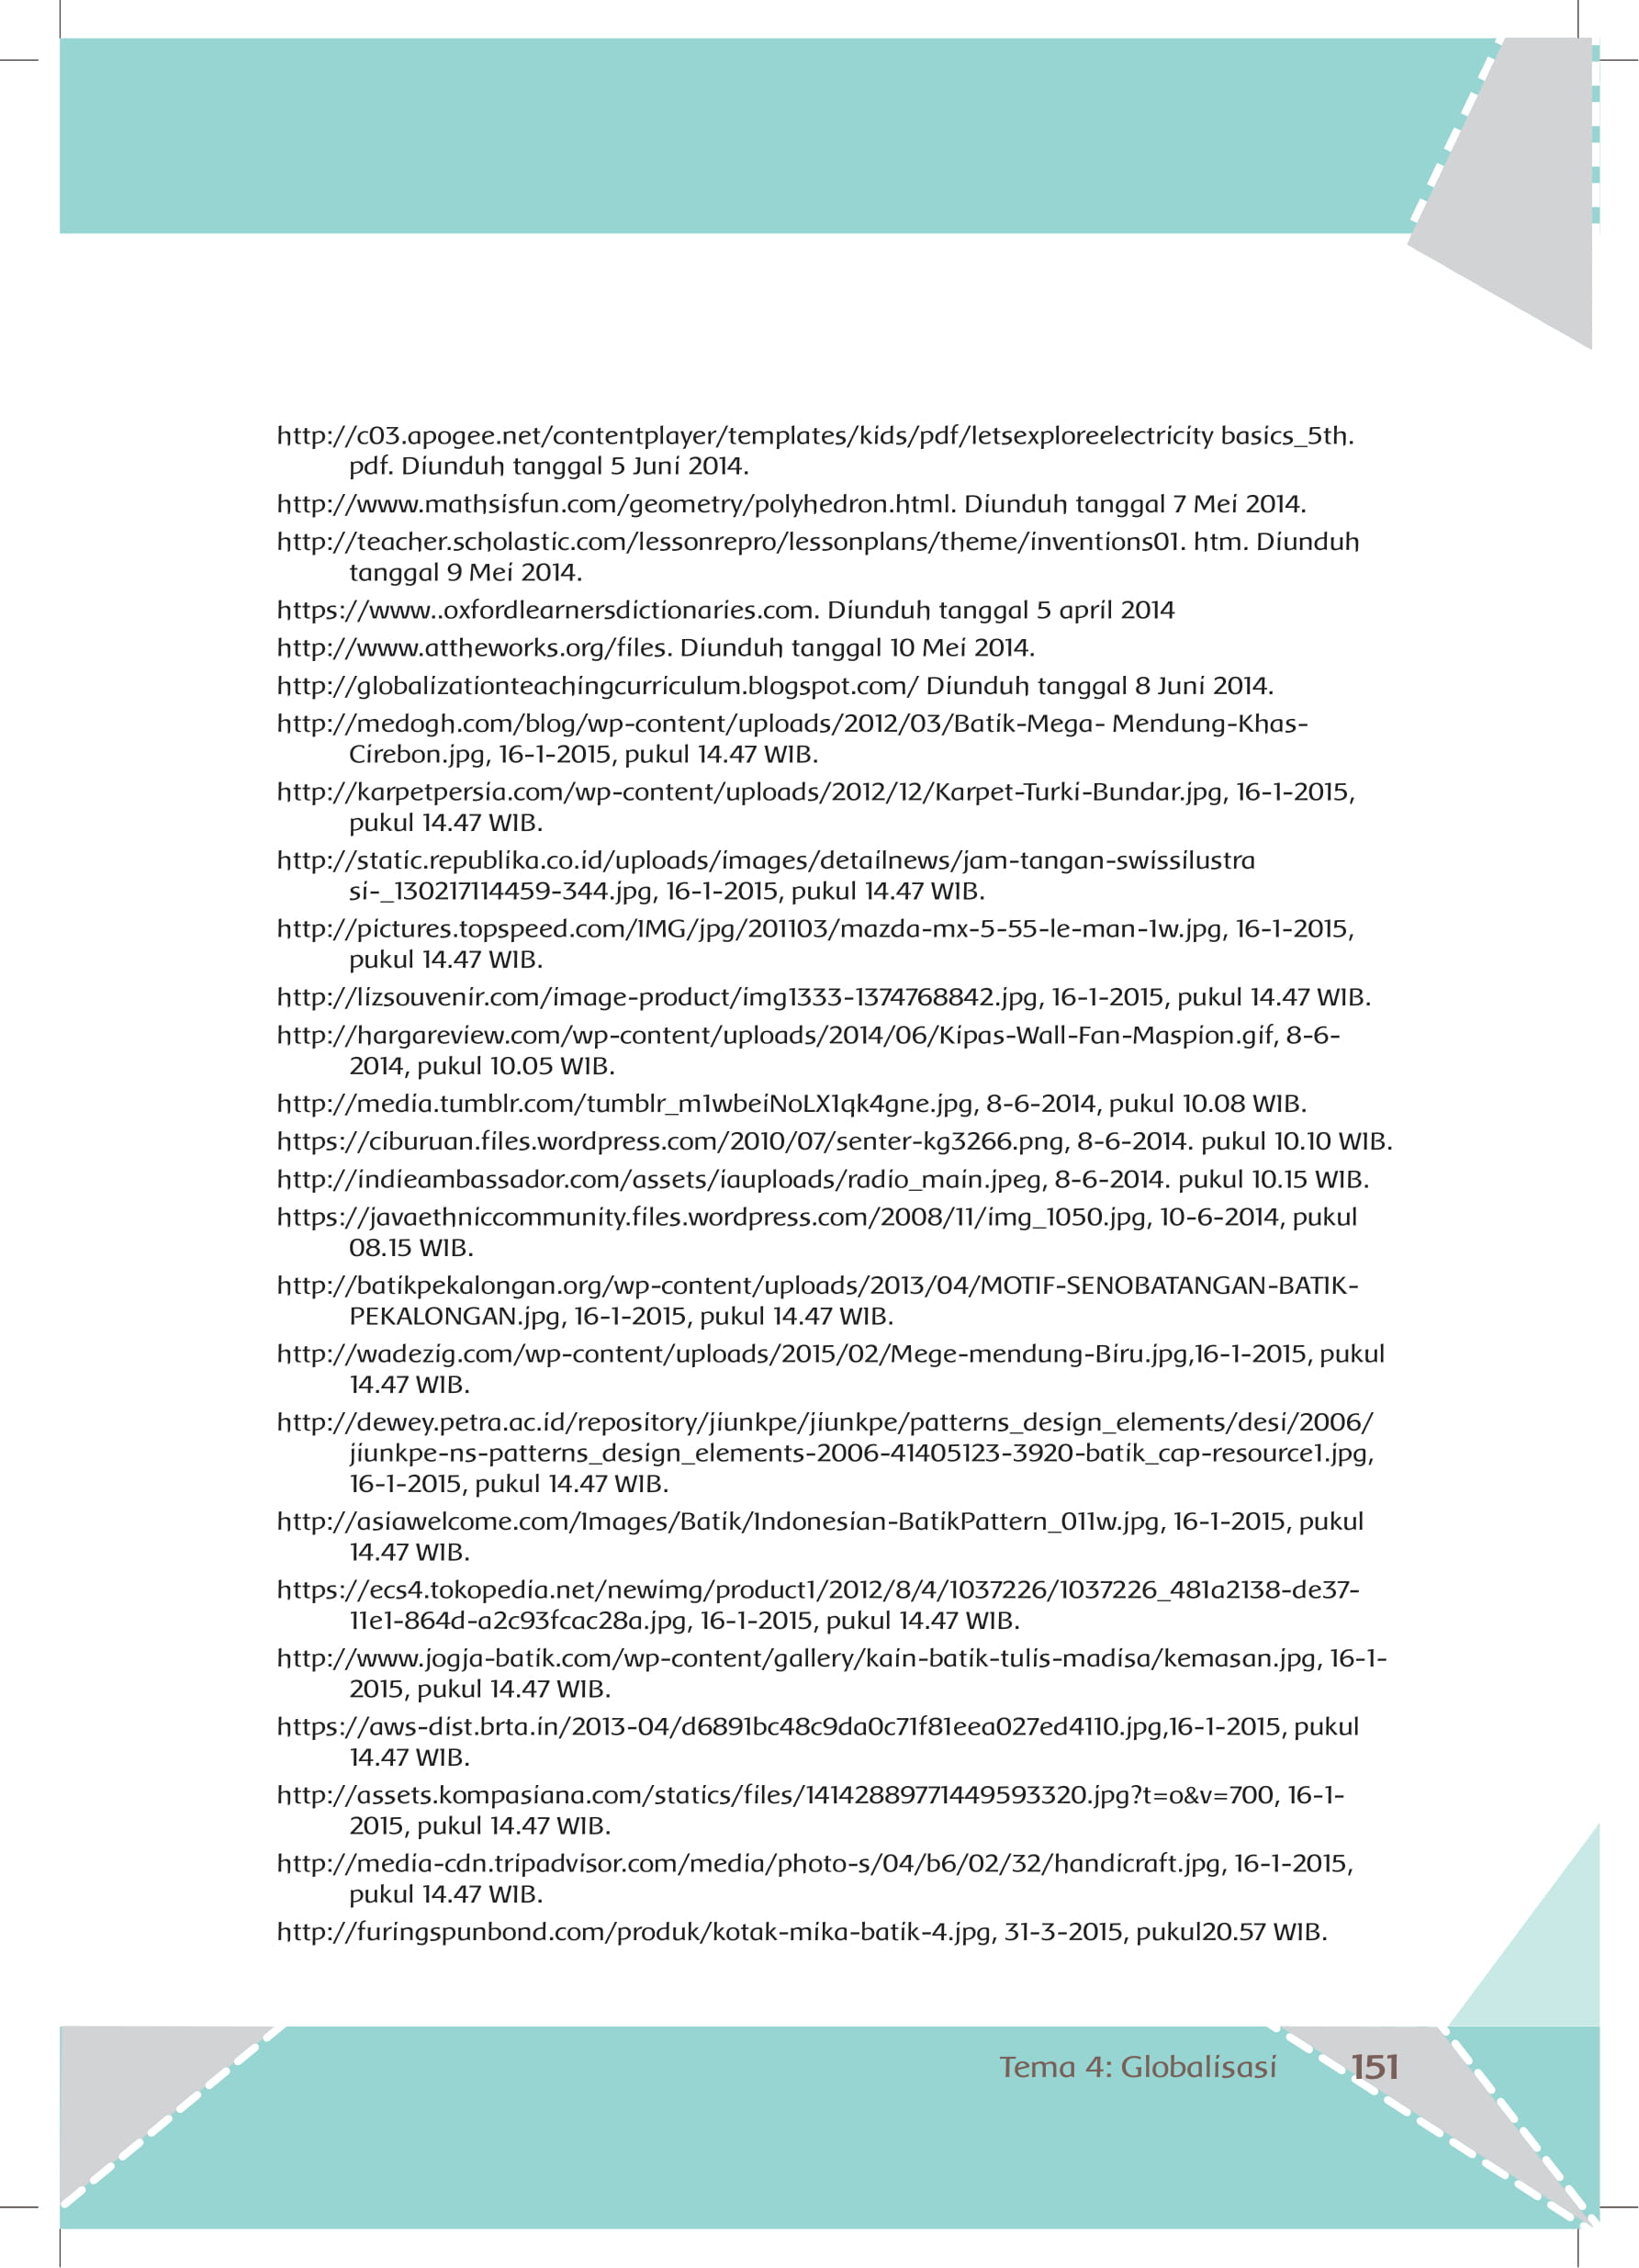 http://c03.apogee.net/contentplayer/templates/kids/pdf/letsexploreelectricity basics_5th.
pdf. Diunduh tanggal 5 Juni 2014.
http://www.mathsisfun.com/geometry/polyhedron.html. Diunduh tanggal 7 Mei 2014.
http://teacher.scholastic.com/lessonrepro/lessonplans/theme/inventions01. htm. Diunduh
tanggal 9 Mei 2014.
https://www..oxfordlearnersdictionaries.com. Diunduh tanggal 5 april 2014
http://www.attheworks.org/files. Diunduh tanggal 10 Mei 2014.
http://globalizationteachingcurriculum.blogspot.com/ Diunduh tanggal 8 Juni 2014.
http://medogh.com/blog/wp-content/uploads/2012/03/Batik-Mega- Mendung-Khas-
Cirebon.jpg, 16-1-2015, pukul 14.47 WIB.
http://karpetpersia.com/wp-content/uploads/2012/12/Karpet-Turki-Bundar.jpg, 16-1-2015,
pukul 14.47 WIB.
http://static.republika.co.id/uploads/images/detailnews/jam-tangan-swissilustra
si-_130217114459-344.jpg, 16-1-2015, pukul 14.47 WIB.
http://pictures.topspeed.com/IMG/jpg/201103/mazda-mx-5-55-le-man-1w.jpg, 16-1-2015,
pukul 14.47 WIB.
http://lizsouvenir.com/image-product/img1333-1374768842.jpg, 16-1-2015, pukul 14.47 WIB.
http://hargareview.com/wp-content/uploads/2014/06/Kipas-Wall-Fan-Maspion.gif, 8-6-
2014, pukul 10.05 WIB.
http://media.tumblr.com/tumblr_m1wbeiNoLX1qk4gne.jpg, 8-6-2014, pukul 10.08 WIB.
https://ciburuan.files.wordpress.com/2010/07/senter-kg3266.png, 8-6-2014. pukul 10.10 WIB.
http://indieambassador.com/assets/iauploads/radio_main.jpeg, 8-6-2014. pukul 10.15 WIB.
https://javaethniccommunity.files.wordpress.com/2008/11/img_1050.jpg, 10-6-2014, pukul
08.15 WIB.
http://batikpekalongan.org/wp-content/uploads/2013/04/MOTIF-SENOBATANGAN-BATIK-
PEKALONGAN.jpg, 16-1-2015, pukul 14.47 WIB.
http://wadezig.com/wp-content/uploads/2015/02/Mege-mendung-Biru.jpg,16-1-2015, pukul
14.47 WIB.
http://dewey.petra.ac.id/repository/jiunkpe/jiunkpe/patterns_design_elements/desi/2006/
jiunkpe-ns-patterns_design_elements-2006-41405123-3920-batik_cap-resource1.jpg,
16-1-2015, pukul 14.47 WIB.
http://asiawelcome.com/Images/Batik/Indonesian-BatikPattern_011w.jpg, 16-1-2015, pukul
14.47 WIB.
https://ecs4.tokopedia.net/newimg/product1/2012/8/4/1037226/1037226_481a2138-de37-
11e1-864d-a2c93fcac28a.jpg, 16-1-2015, pukul 14.47 WIB.
http://www.jogja-batik.com/wp-content/gallery/kain-batik-tulis-madisa/kemasan.jpg, 16-1-
2015, pukul 14.47 WIB.
https://aws-dist.brta.in/2013-04/d6891bc48c9da0c71f81eea027ed4110.jpg,16-1-2015, pukul
14.47 WIB.
http://assets.kompasiana.com/statics/files/14142889771449593320.jpg?t=o&v=700, 16-1-
2015, pukul 14.47 WIB.
http://media-cdn.tripadvisor.com/media/photo-s/04/b6/02/32/handicraft.jpg, 16-1-2015,
pukul 14.47 WIB.
http://furingspunbond.com/produk/kotak-mika-batik-4.jpg, 31-3-2015, pukul20.57 WIB.
Tema 4: Globalisasi 151